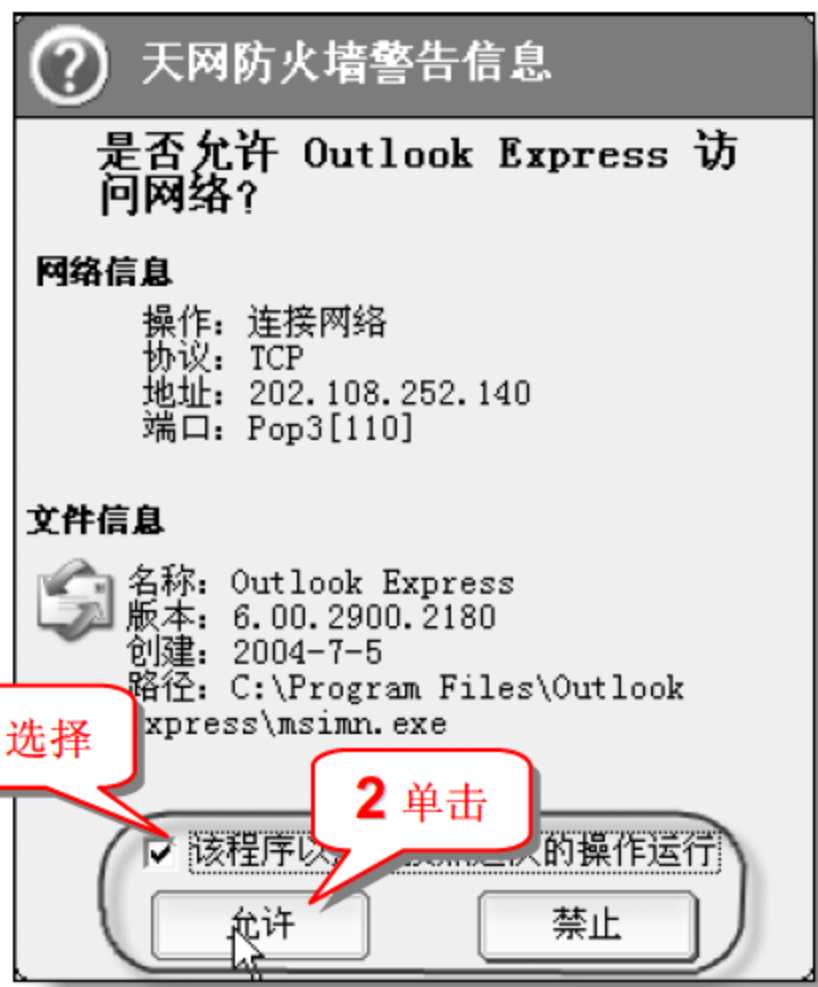 天网防火墙警告信息
是否允许 Outlook Express 访
问网络?
网络信息
操作: 连接网络
协议: TCP
地址: 202.108.252.140
端口: Pop3[110]
文件信息
名称: Outlook Express
版本: 6.00.2900.2180
创建: 2004-7-5
路径: C:\Program Files\Outlook
xpress\msimn.exe
选择
2 单击
该程序以 的操作运行
允许
禁止